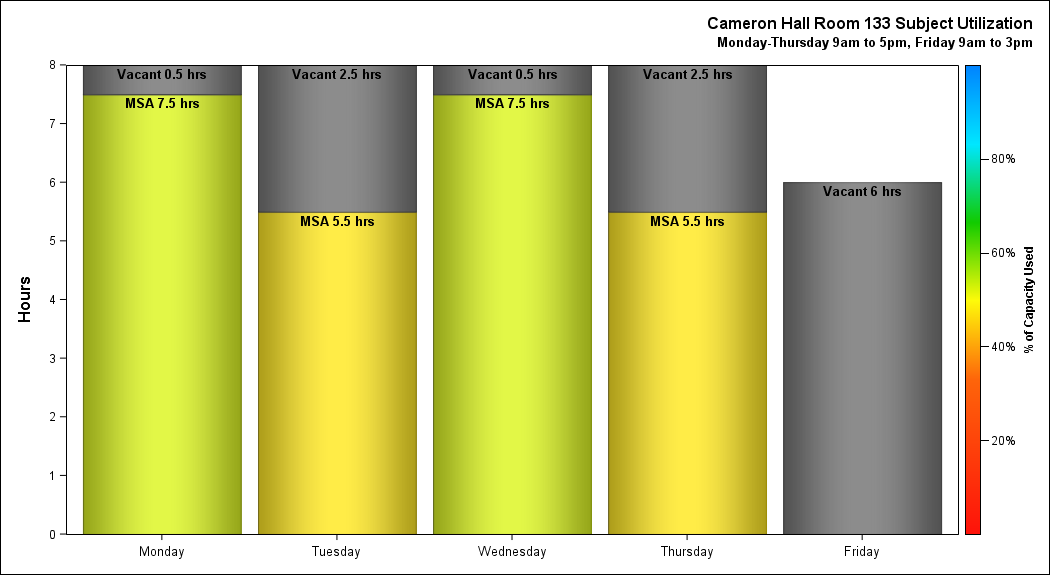 Cameron Hall Room 133 Subject Utilization
Monday-Thursday 9am to 5pm, Friday 9am to 3pm
Hours
8
7
6
5
4
3
2
1
0
Vacant 0.5 hrs
MSA 7.5 hrs
Vacant 2.5 hrs
MSA 5.5 hrs
Vacant 0.5 hrs
MSA 7.5 hrs
Vacant 2.5 hrs
MSA 5.5 hrs
Vacant 6 hrs
Monday
Tuesday
Wednesday
Thursday
Friday
80%
60%
40%
20%
% of Capacity Used